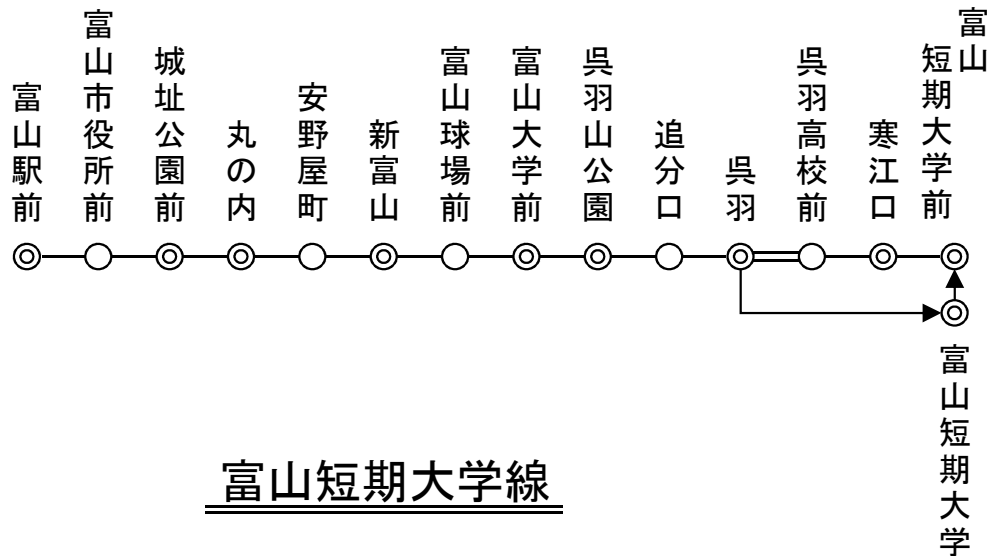 富山駅前
富山市役所前
城址公園前
丸の内
安野屋町
新富山
富山球場前
富山大学前
呉羽山公園
追分口
呉羽
呉羽高校前
寒江口
富山
短期大学前
富山短期大学
富山短期大学線